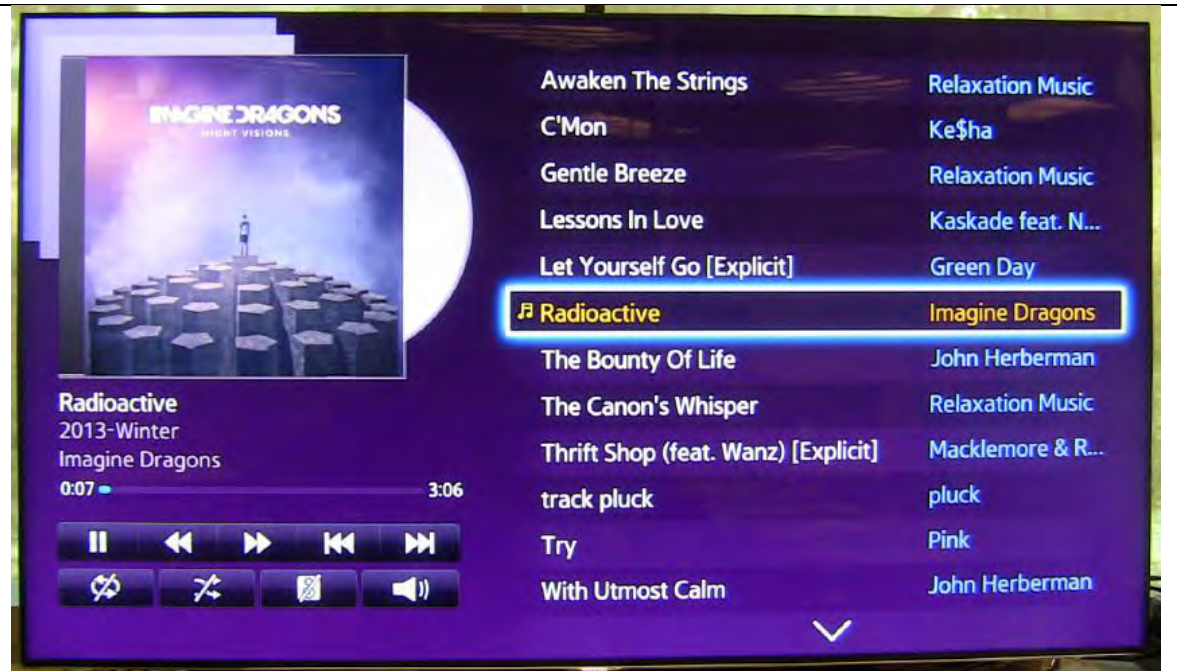 IMAGINE DRAGONS
NIGHT VISIONS
Radioactive
2013-Winter
Imagine Dragons
0:07 3:06
Awaken The Strings Relaxation Music
C'Mon Ke$ha
Gentle Breeze Relaxation Music
Lessons In Love Kaskade feat. N...
Let Yourself Go [Explicit] Green Day
Radioactive Imagine Dragons
The Bounty Of Life John Herberman
The Canon's Whisper Relaxation Music
Thrift Shop (feat. Wanz) [Explicit] Macklemore & R...
track pluck pluck
Try Pink
With Utmost Calm John Herberman